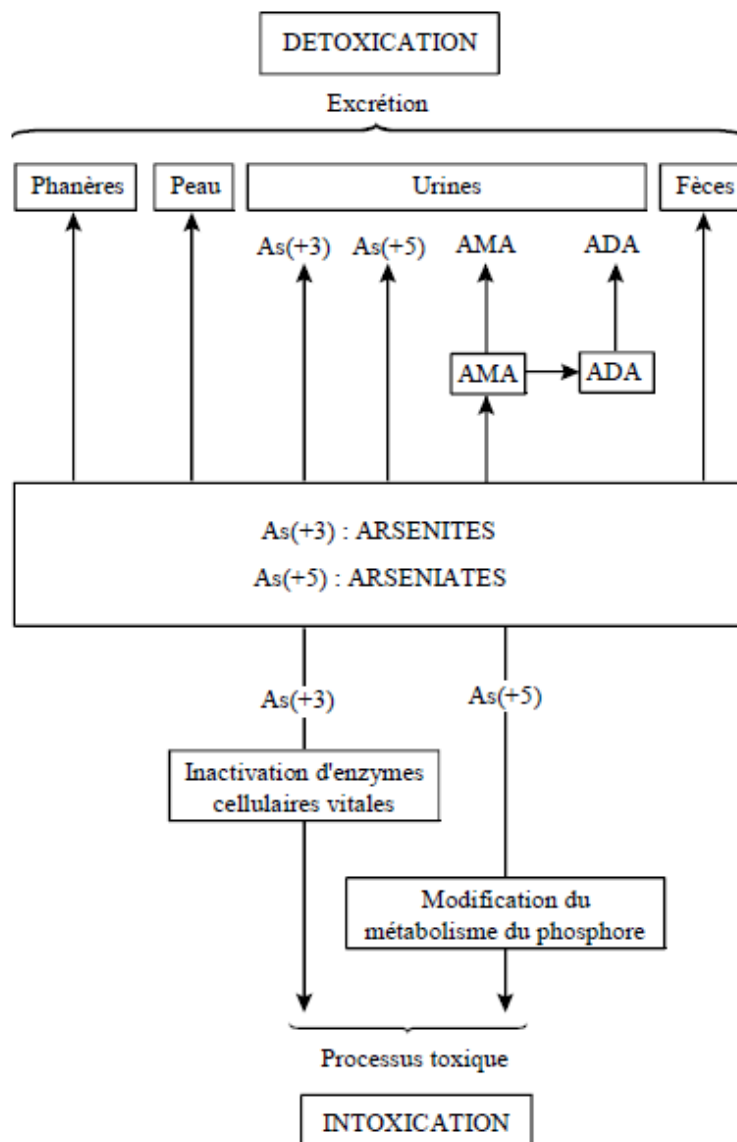 DETOXICATION
Excrétion
Phanères Peau Urines Fèces
As(+3) As(+5) AMA ADA
AMA ADA
As(+3) : ARSENITES
As(+5) : ARSENIATES
As(+3) As(+5)
Inactivation d'enzymes
cellulaires vitales
Modification du
métabolisme du phosphore
Processus toxique
INTOXICATION